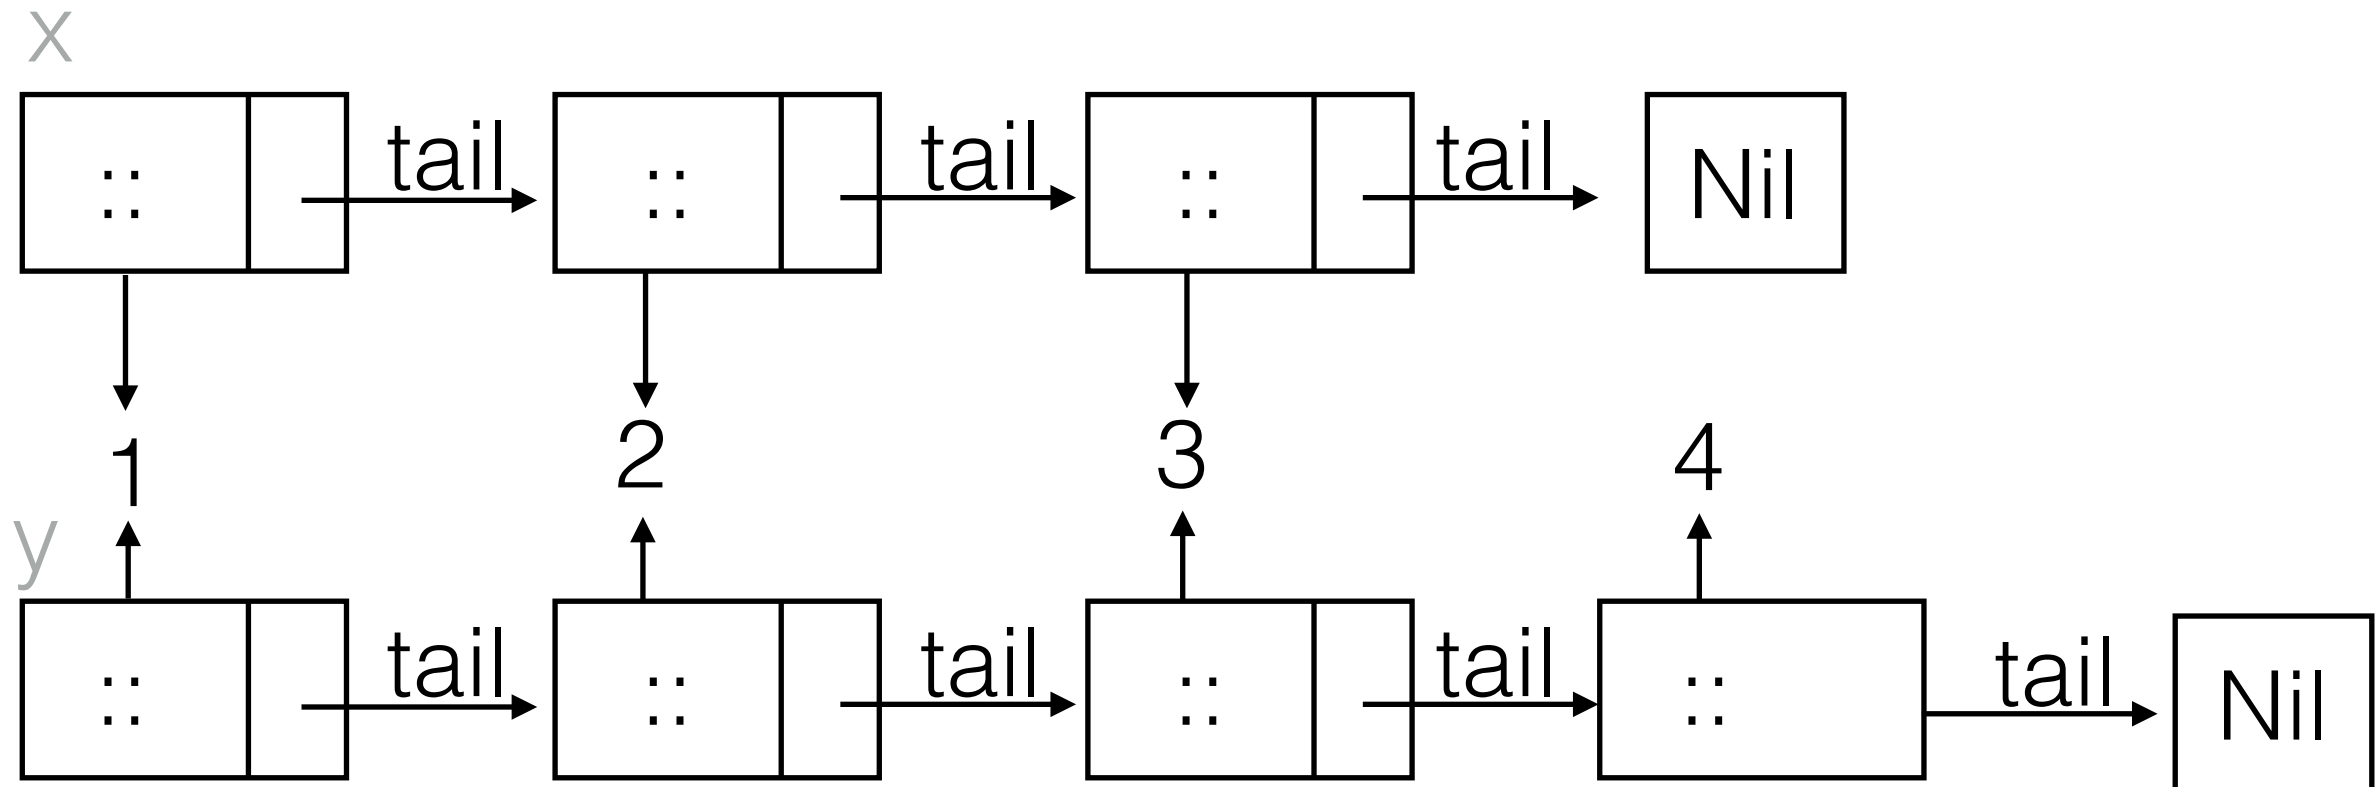 x
:: tail :: tail :: tail Nil
1 2 3 4
y
:: tail :: tail :: tail :: tail Nil